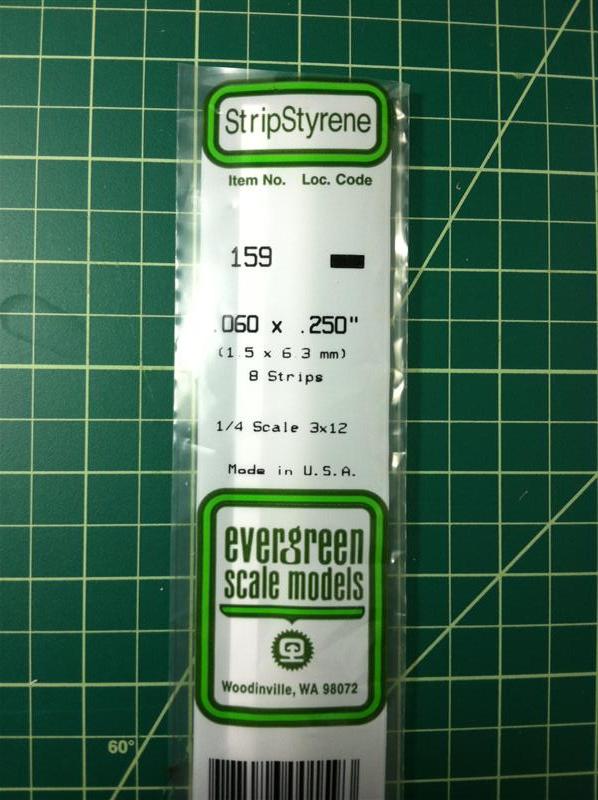 StripStyrene
Item No. Loc. Code
159
.060 x .250"
(1.5 x 6.3 mm)
8 Strips
1/4 Scale 3x12
Made in U.S.A.
evergreen
scale models
Woodinville, WA 98072
60°